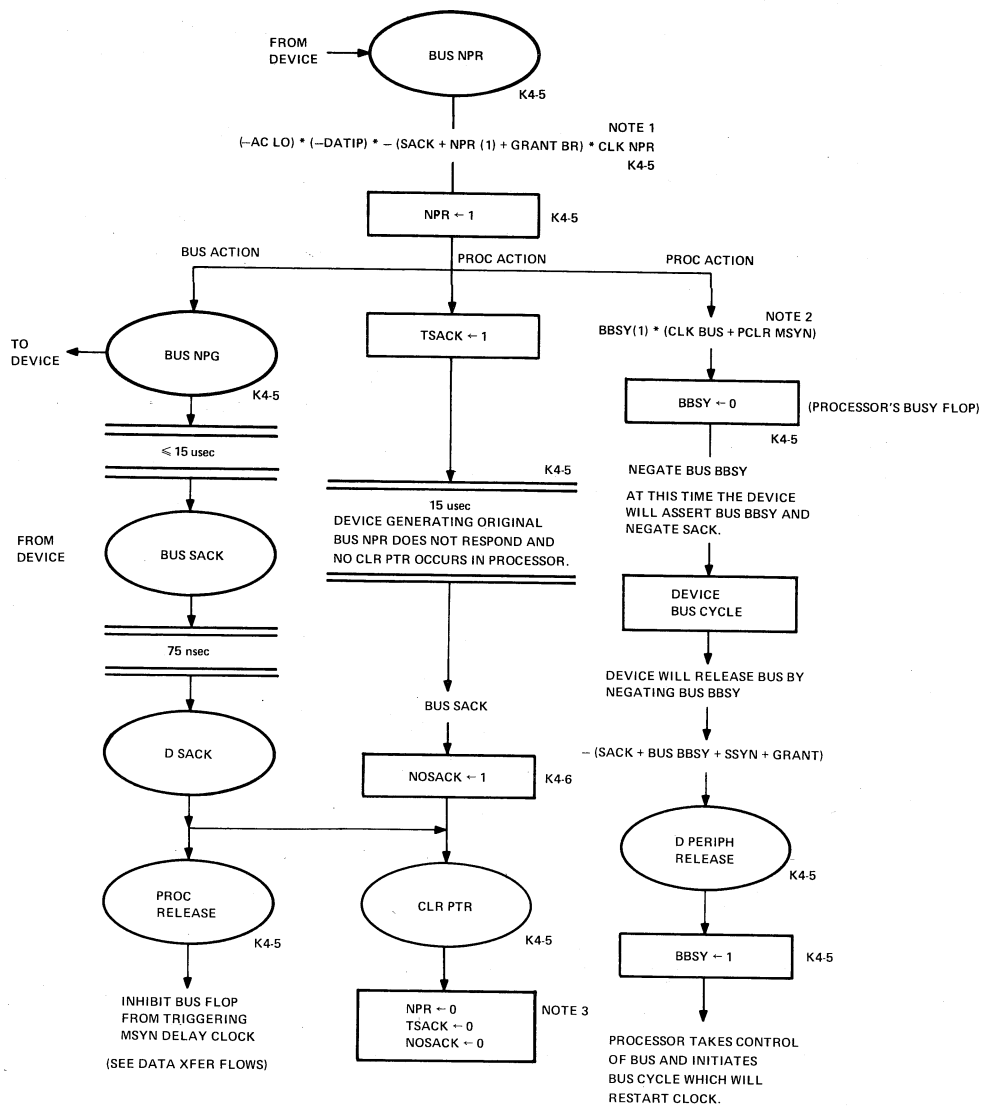 FROM
DEVICE
BUS NPR
K4-5
NOTE 1
(−AC LO) * (−DATIP) * − (SACK + NPR (1) + GRANT BR) * CLK NPR
K4-5
NPR ← 1
K4-5
BUS ACTION
PROC ACTION
PROC ACTION
TO
DEVICE
BUS NPG
K4-5
≤ 15 usec
FROM
DEVICE
BUS SACK
75 nsec
D SACK
PROC
RELEASE
K4-5
INHIBIT BUS FLOP
FROM TRIGGERING
MSYN DELAY CLOCK
(SEE DATA XFER FLOWS)
TSACK ← 1
K4-5
15 usec
DEVICE GENERATING ORIGINAL
BUS NPR DOES NOT RESPOND AND
NO CLR PTR OCCURS IN PROCESSOR.
BUS SACK
NOSACK ← 1
K4-6
CLR PTR
K4-5
NPR ← 0
TSACK ← 0
NOSACK ← 0
NOTE 3
NOTE 2
BBSY(1) * (CLK BUS + PCLR MSYN)
BBSY ← 0
(PROCESSOR'S BUSY FLOP)
K4-5
NEGATE BUS BBSY
AT THIS TIME THE DEVICE
WILL ASSERT BUS BBSY AND
NEGATE SACK.
DEVICE
BUS CYCLE
DEVICE WILL RELEASE BUS BY
NEGATING BUS BBSY
− (SACK + BUS BBSY + SSYN + GRANT)
D PERIPH
RELEASE
K4-5
BBSY ← 1
K4-5
PROCESSOR TAKES CONTROL
OF BUS AND INITIATES
BUS CYCLE WHICH WILL
RESTART CLOCK.